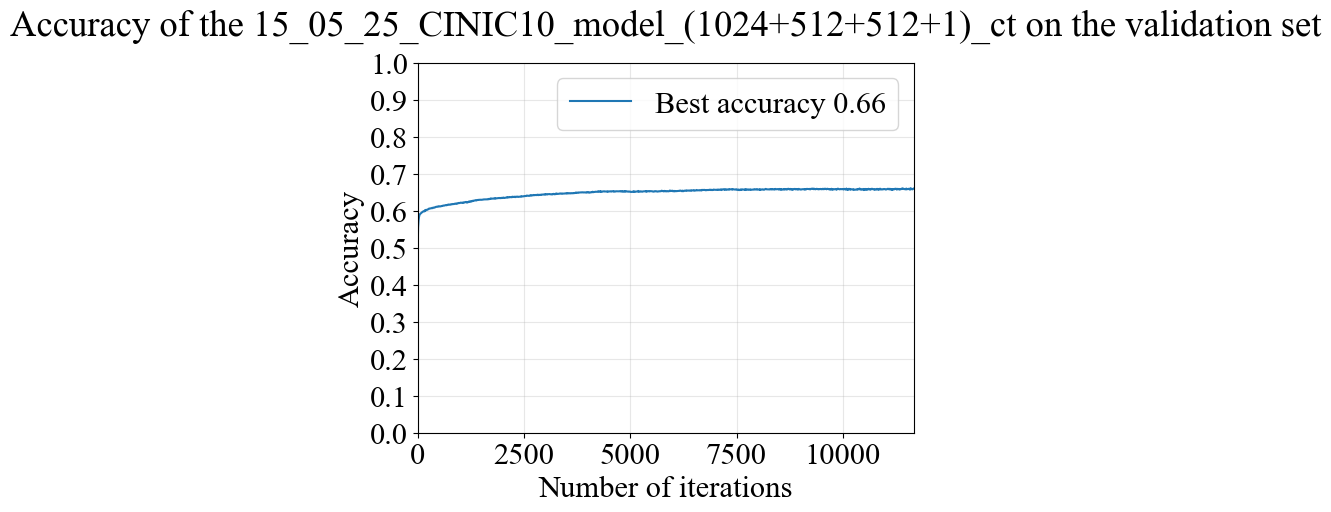 Accuracy of the 15_05_25_CINIC10_model_(1024+512+512+1)_ct on the validation set
1.0
0.9
0.8
0.7
0.6
0.5
0.4
0.3
0.2
0.1
0.0
Accuracy
Best accuracy 0.66
0 2500 5000 7500 10000
Number of iterations